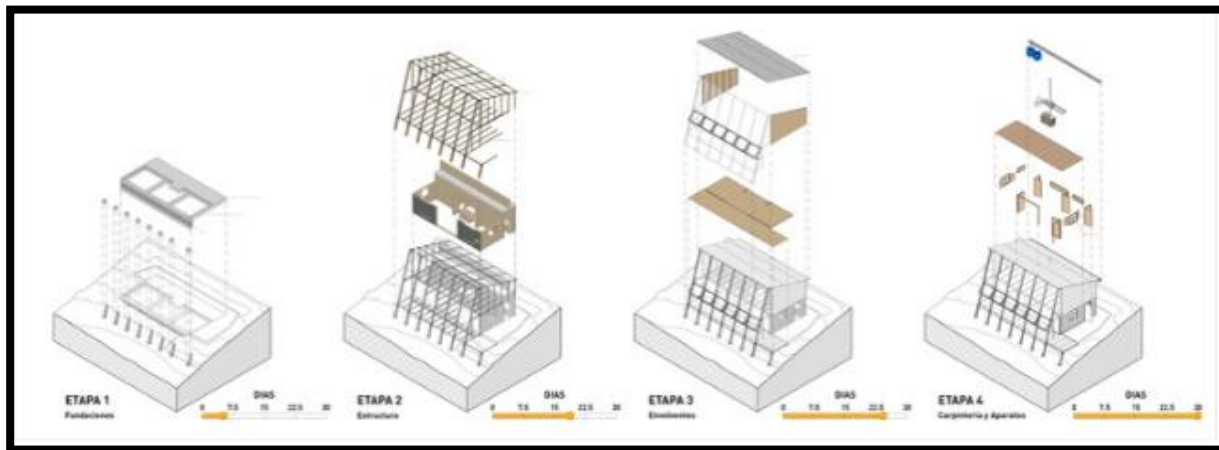 ETAPA 1
Fundaciones
DIAS
0 7.5 15 22.5 30
ETAPA 2
Estructura
DIAS
0 7.5 15 22.5 30
ETAPA 3
Envolventes
DIAS
0 7.5 15 22.5 30
ETAPA 4
Carpintería y Aparatos
DIAS
0 7.5 15 22.5 30